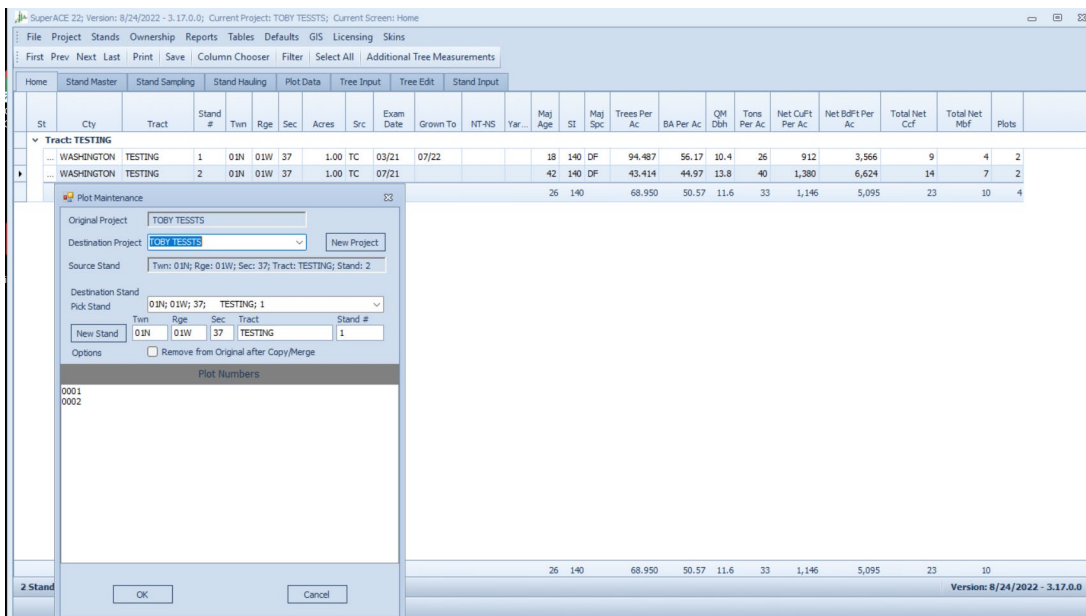 SuperACE 22; Version: 8/24/2022 - 3.17.0.0; Current Project: TOBY TESSTS; Current Screen: Home
File Project Stands Ownership Reports Tables Defaults GIS Licensing Skins
First Prev Next Last Print Save Column Chooser Filter Select All Additional Tree Measurements
Home Stand Master Stand Sampling Stand Hauling Plot Data Tree Input Tree Edit Stand Input
St Cty Tract Stand # Twn Rge Sec Acres Src Exam Date Grown To NT-NS Yar... Maj Age SI Maj Spc Trees Per Ac BA Per Ac QM Dbh Tons Per Ac Net CuFt Per Ac Net BdFt Per Ac Total Net Ccf Total Net Mbf Plots
Tract: TESTING
... WASHINGTON TESTING 1 01N 01W 37 1.00 TC 03/21 07/22 18 140 DF 94.487 56.17 10.4 26 912 3,566 9 4 2
... WASHINGTON TESTING 2 01N 01W 37 1.00 TC 07/21 42 140 DF 43.414 44.97 13.8 40 1,380 6,624 14 7 2
26 140 68.950 50.57 11.6 33 1,146 5,095 23 10 4
Plot Maintenance
Original Project TOBY TESSTS
Destination Project TOBY TESSTS New Project
Source Stand Twn: 01N; Rge: 01W; Sec: 37; Tract: TESTING; Stand: 2
Destination Stand
Pick Stand 01N; 01W; 37; TESTING; 1
Twn Rge Sec Tract Stand #
New Stand 01N 01W 37 TESTING 1
Options Remove from Original after Copy/Merge
Plot Numbers
0001
0002
26 140 68.950 50.57 11.6 33 1,146 5,095 23 10
2 Stand Version: 8/24/2022 - 3.17.0.0
OK Cancel